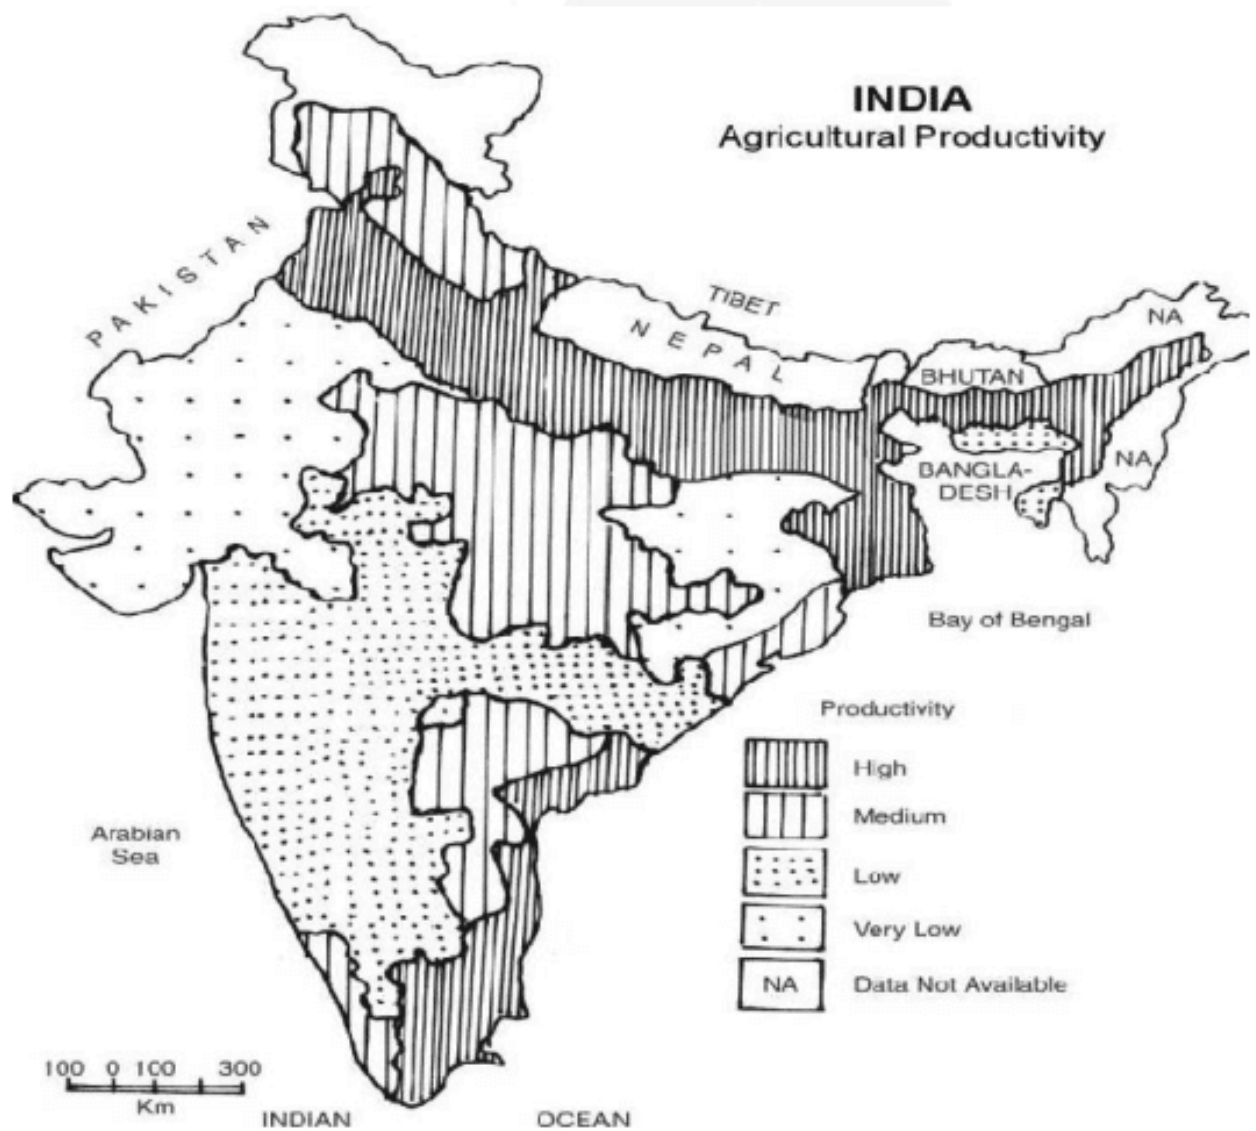 INDIA
Agricultural Productivity
PAKISTAN
TIBET
NEPAL
NA
BHUTAN
NA
BANGLA-
DESH
Bay of Bengal
Productivity
High
Medium
Arabian
Sea
Low
Very Low
NA Data Not Available
100 0 100 300
Km
INDIAN OCEAN